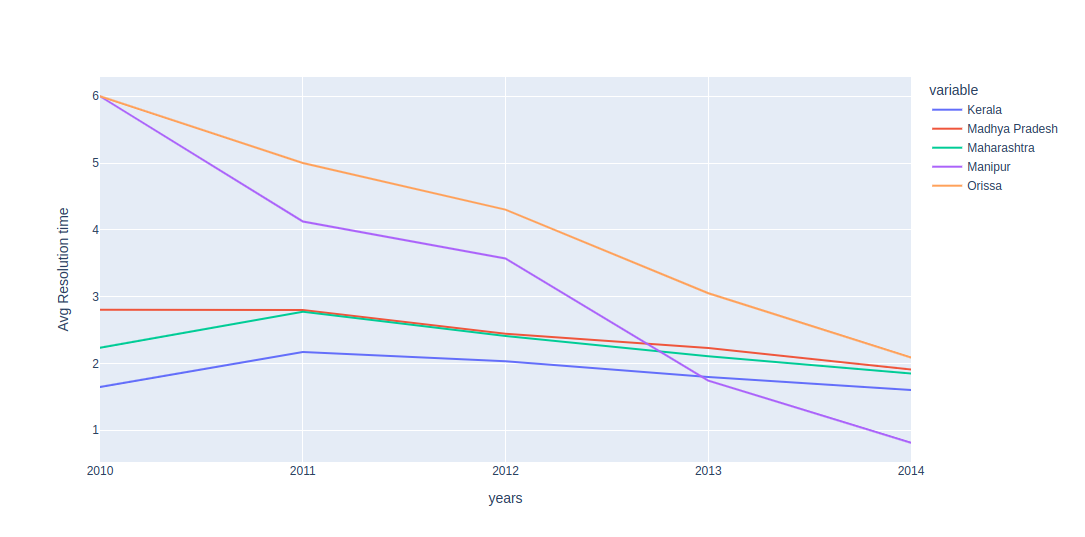 variable
Kerala
Madhya Pradesh
Maharashtra
Manipur
Orissa
6
5
4
3
2
1
Avg Resolution time
2010 2011 2012 2013 2014
years